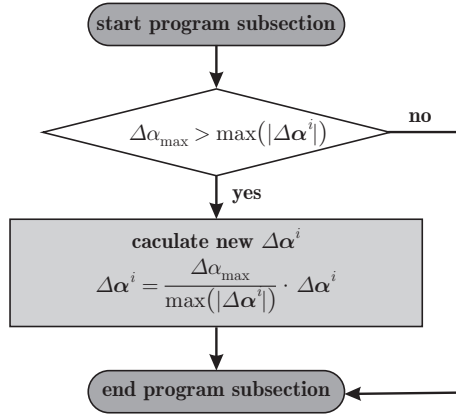 start program subsection
Δα_max > max(|Δα^i|)
no
yes
caculate new Δα^i
Δα^i = Δα_max / max(|Δα^i|) · Δα^i
end program subsection